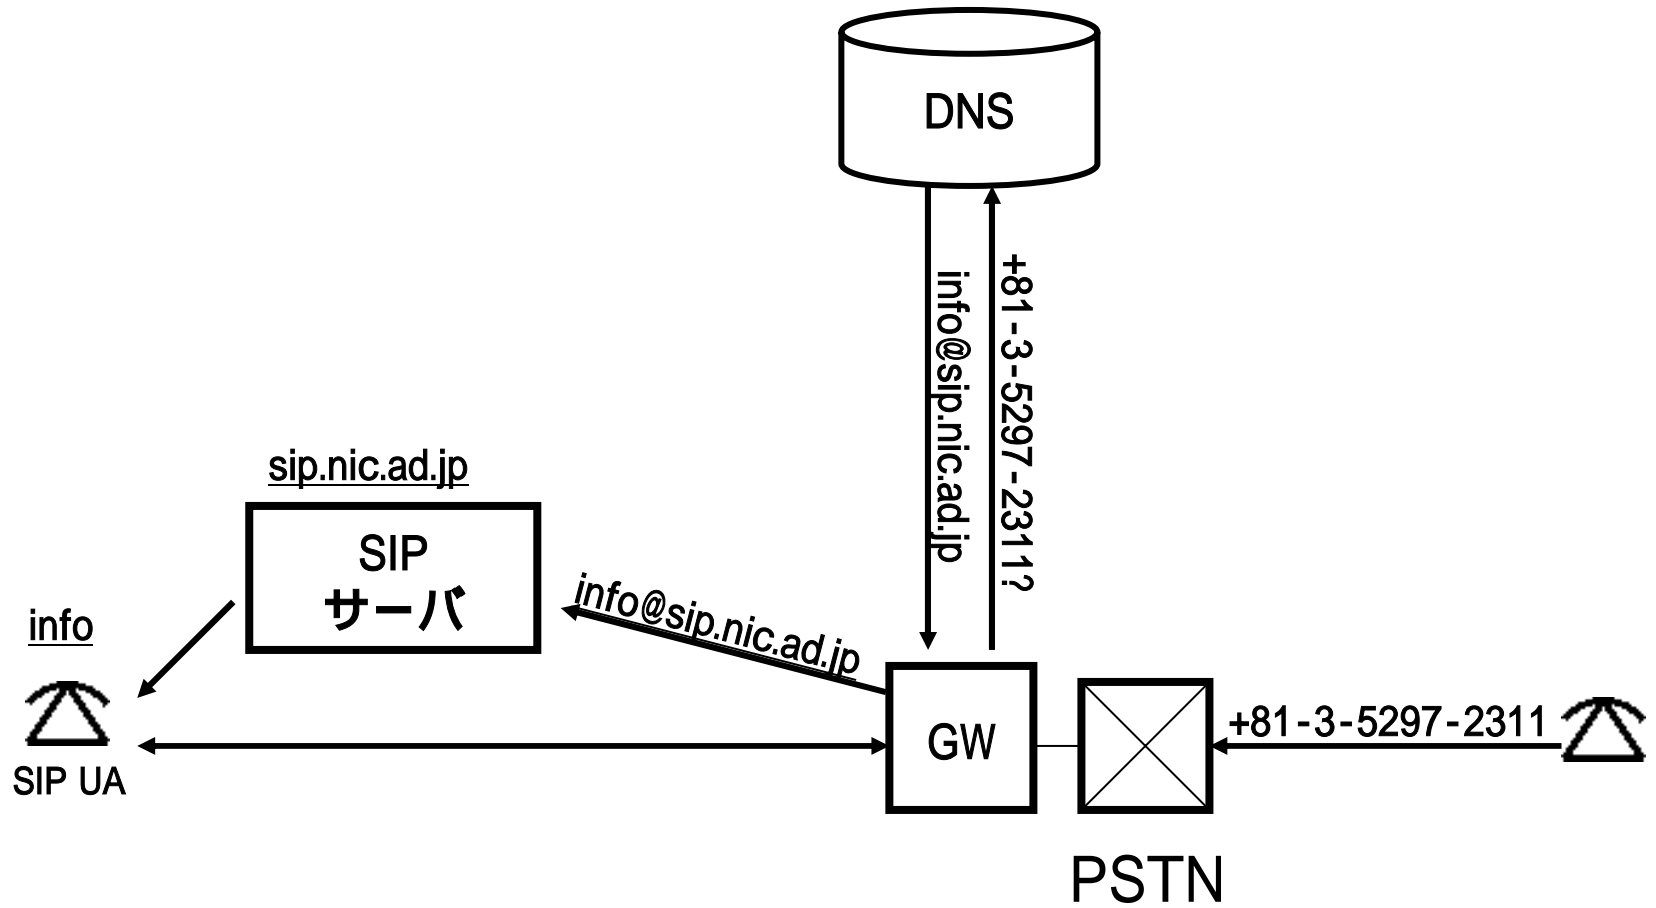 DNS
info@sip.nic.ad.jp
+81-3-5297-2311?
sip.nic.ad.jp
SIP
サーバ
info@sip.nic.ad.jp
info
SIP UA
GW
+81-3-5297-2311
PSTN